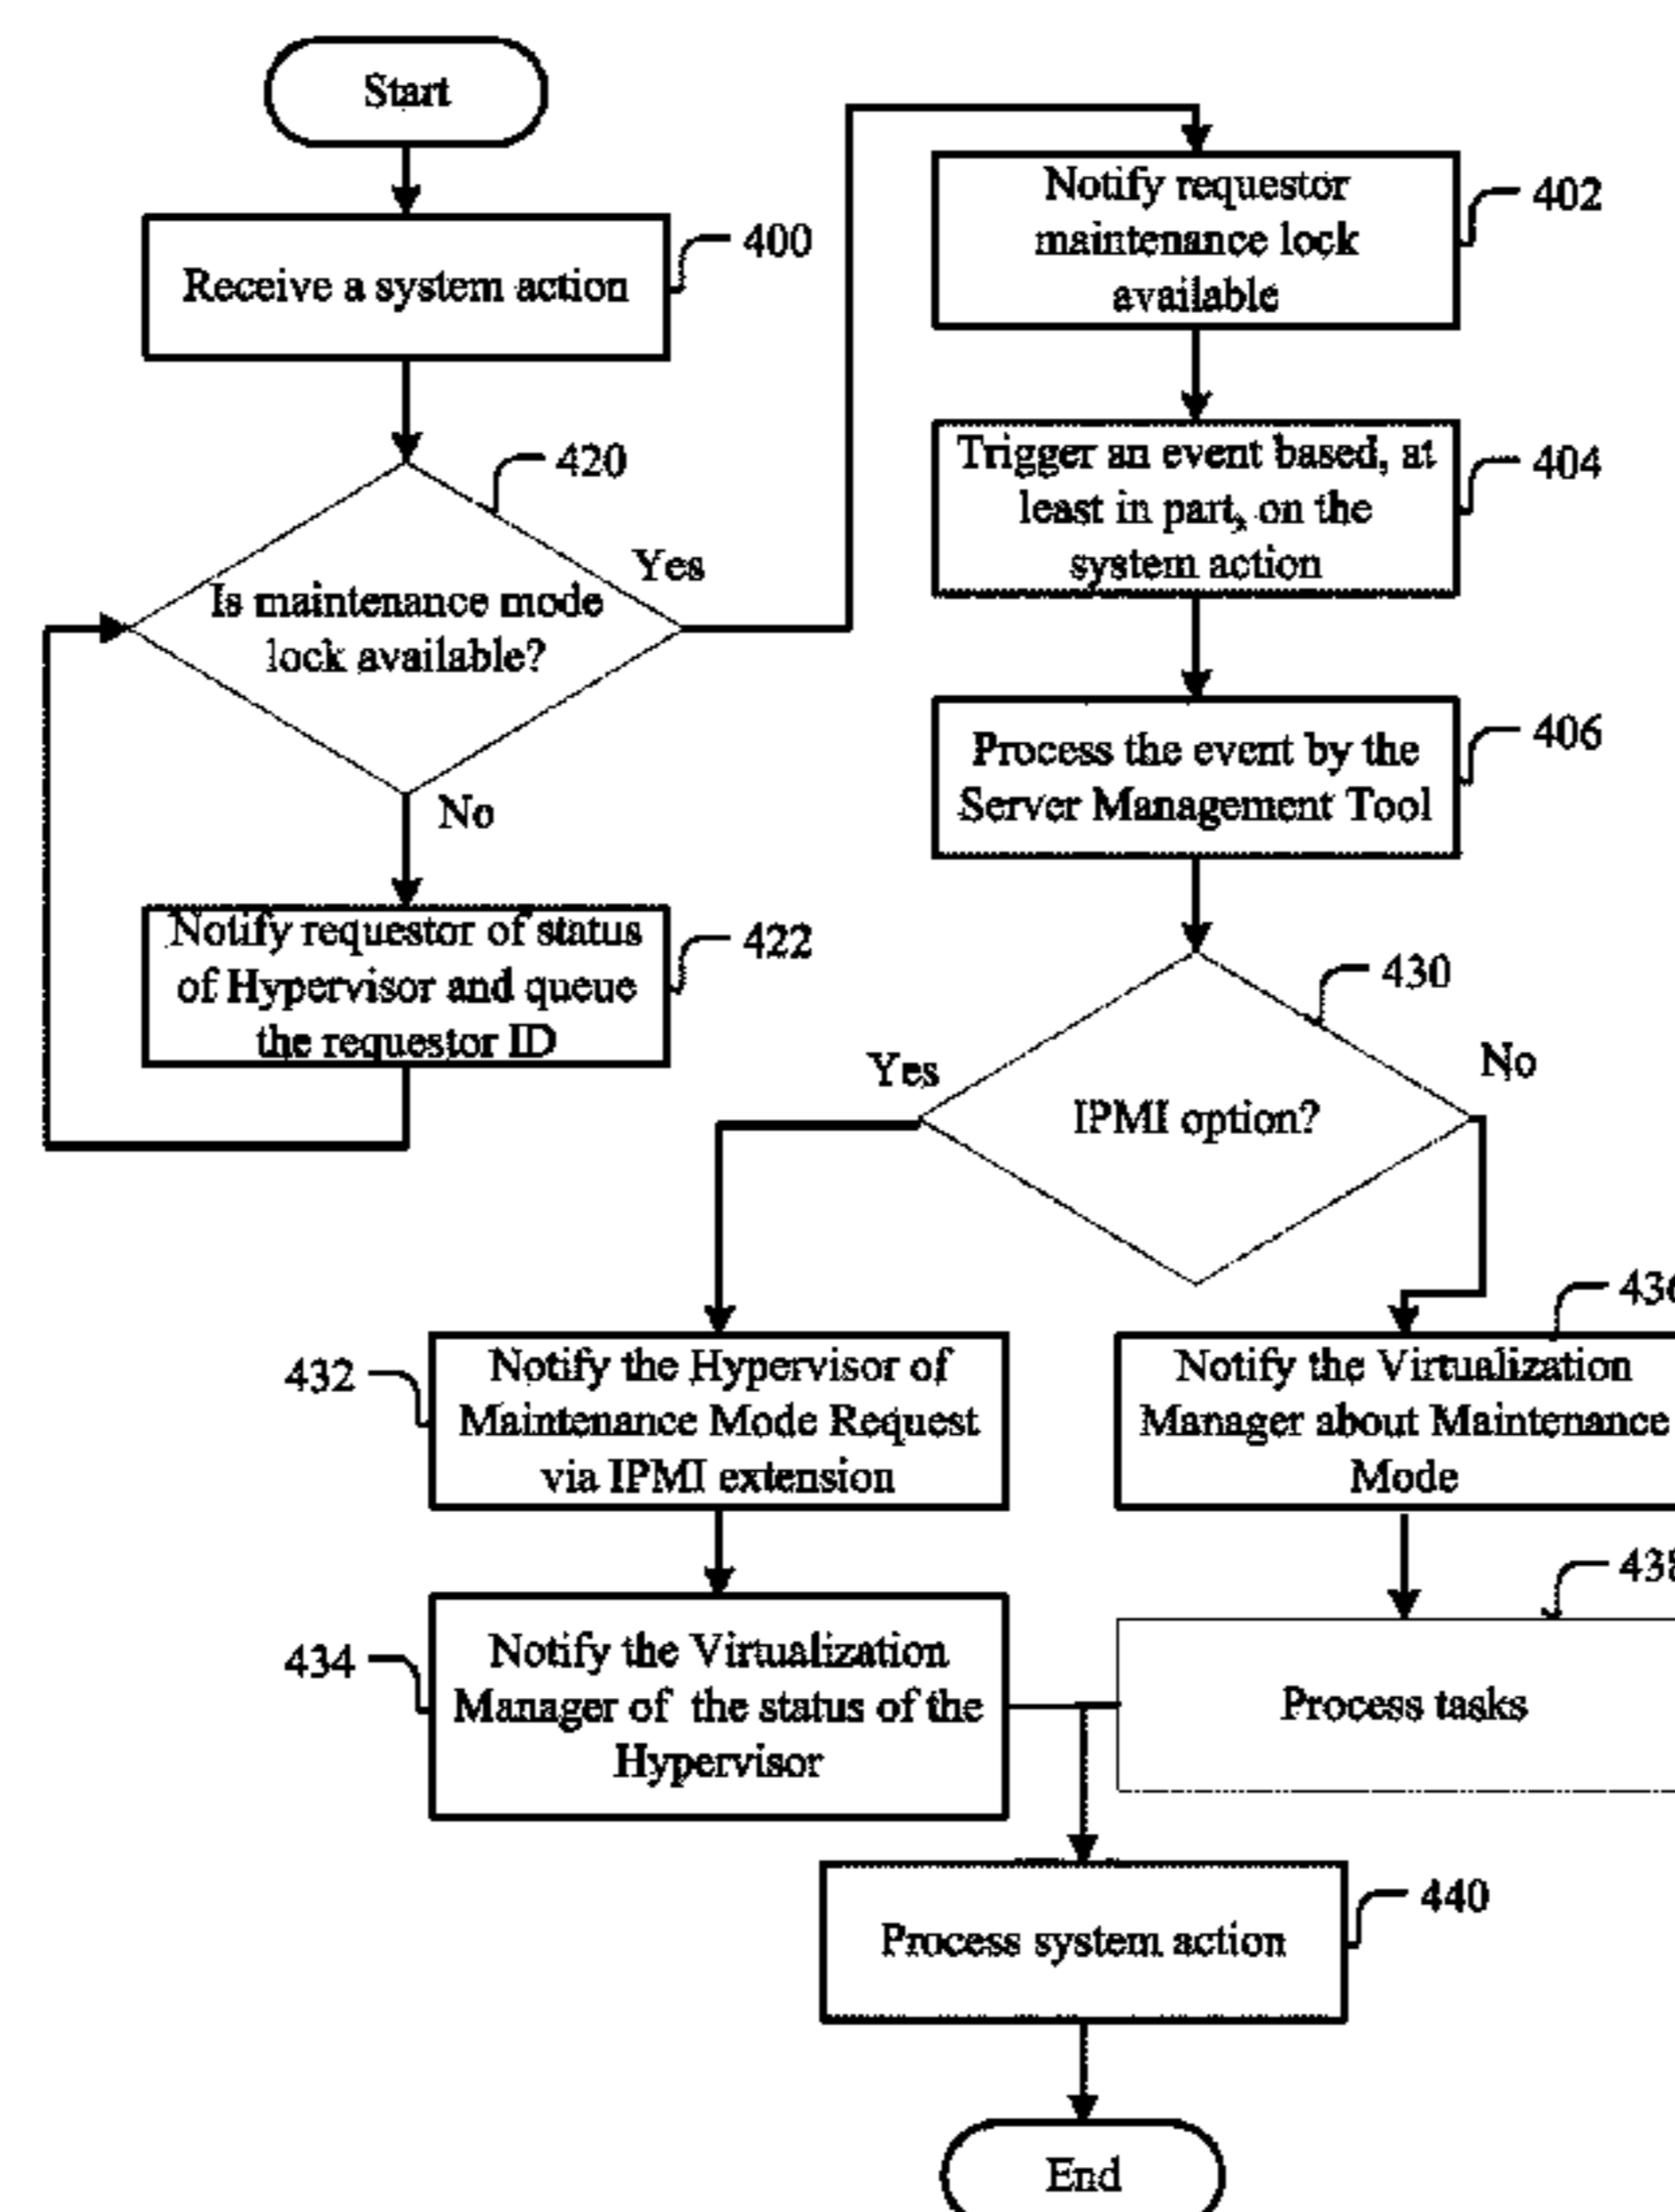 Start
Receive a system action
400
420
Is maintenance mode
lock available?
Yes
No
Notify requestor of status
of Hypervisor and queue
the requestor ID
422
Notify requestor
maintenance lock
available
402
Trigger an event based, at
least in part, on the
system action
404
Process the event by the
Server Management Tool
406
430
IPMI option?
Yes
No
432
Notify the Hypervisor of
Maintenance Mode Request
via IPMI extension
436
Notify the Virtualization
Manager about Maintenance
Mode
434
Notify the Virtualization
Manager of the status of the
Hypervisor
438
Process tasks
440
Process system action
End